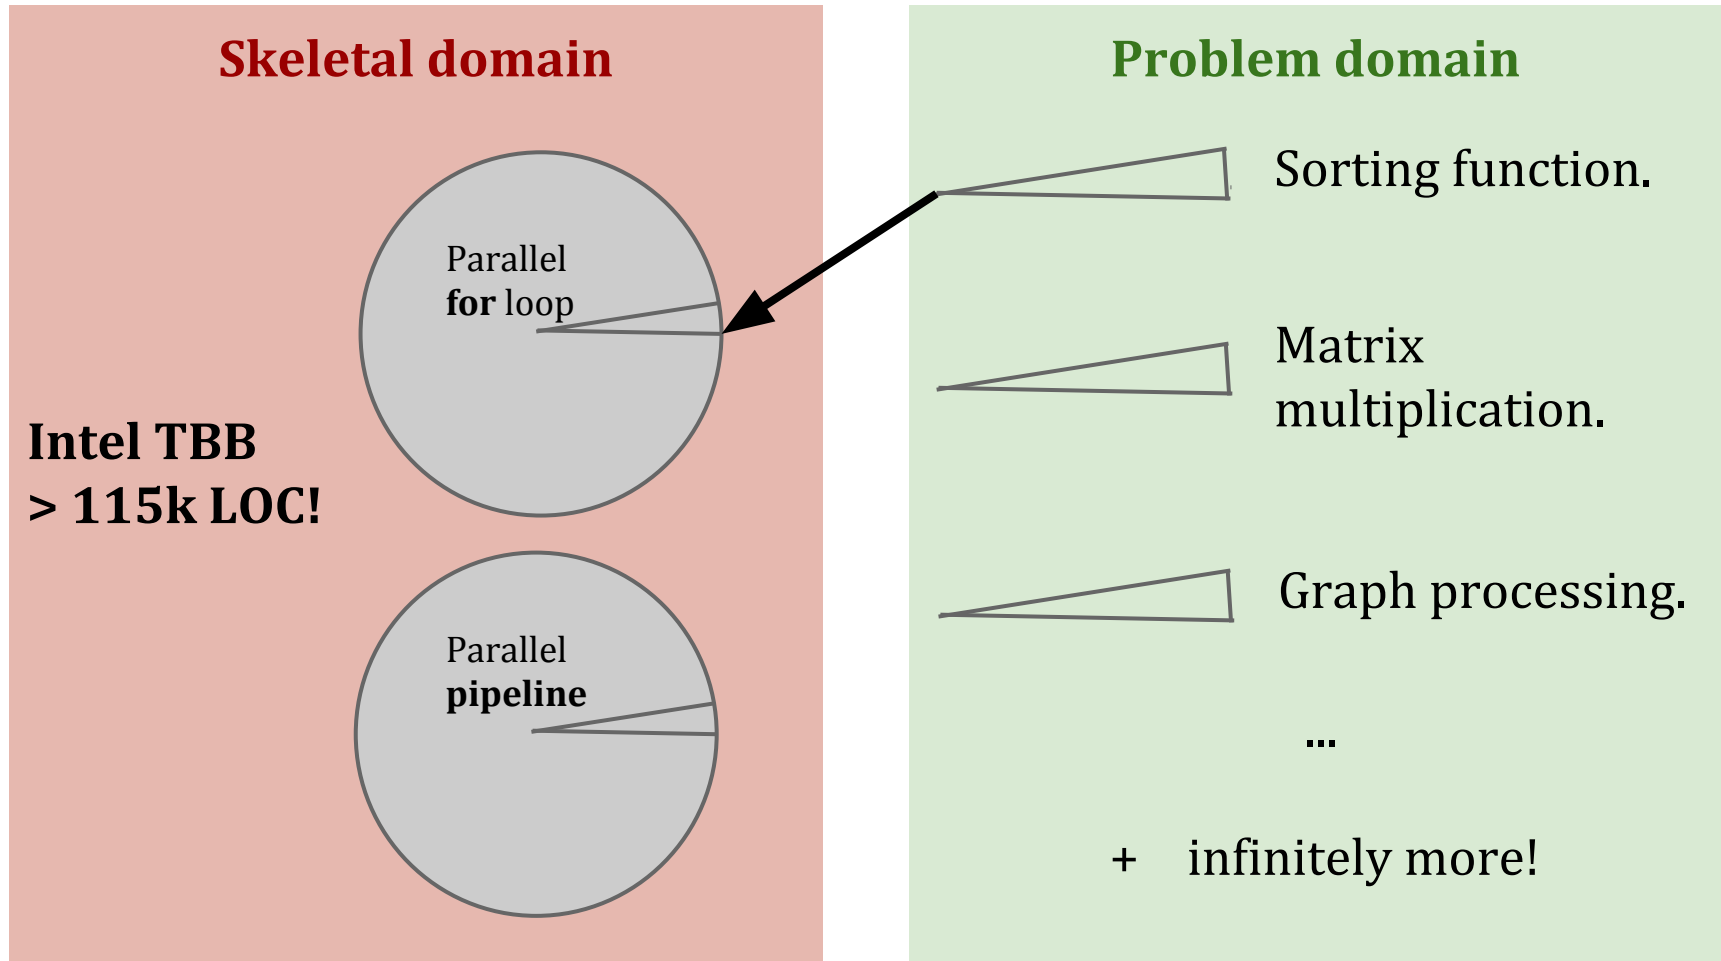 Skeletal domain
Parallel
for loop
Intel TBB
> 115k LOC!
Parallel
pipeline
Problem domain
Sorting function.
Matrix
multiplication.
Graph processing.
...
+ infinitely more!